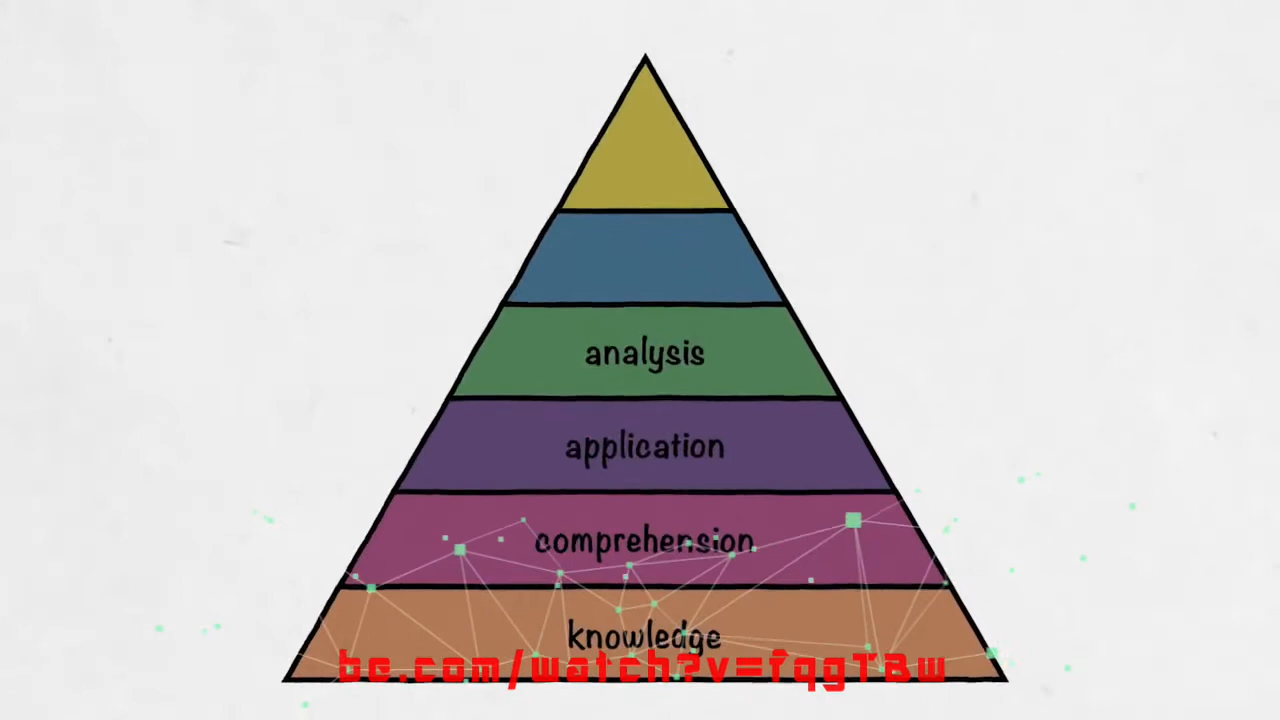 analysis
application
comprehension
knowledge
be.com/watch?v=fqgTBw